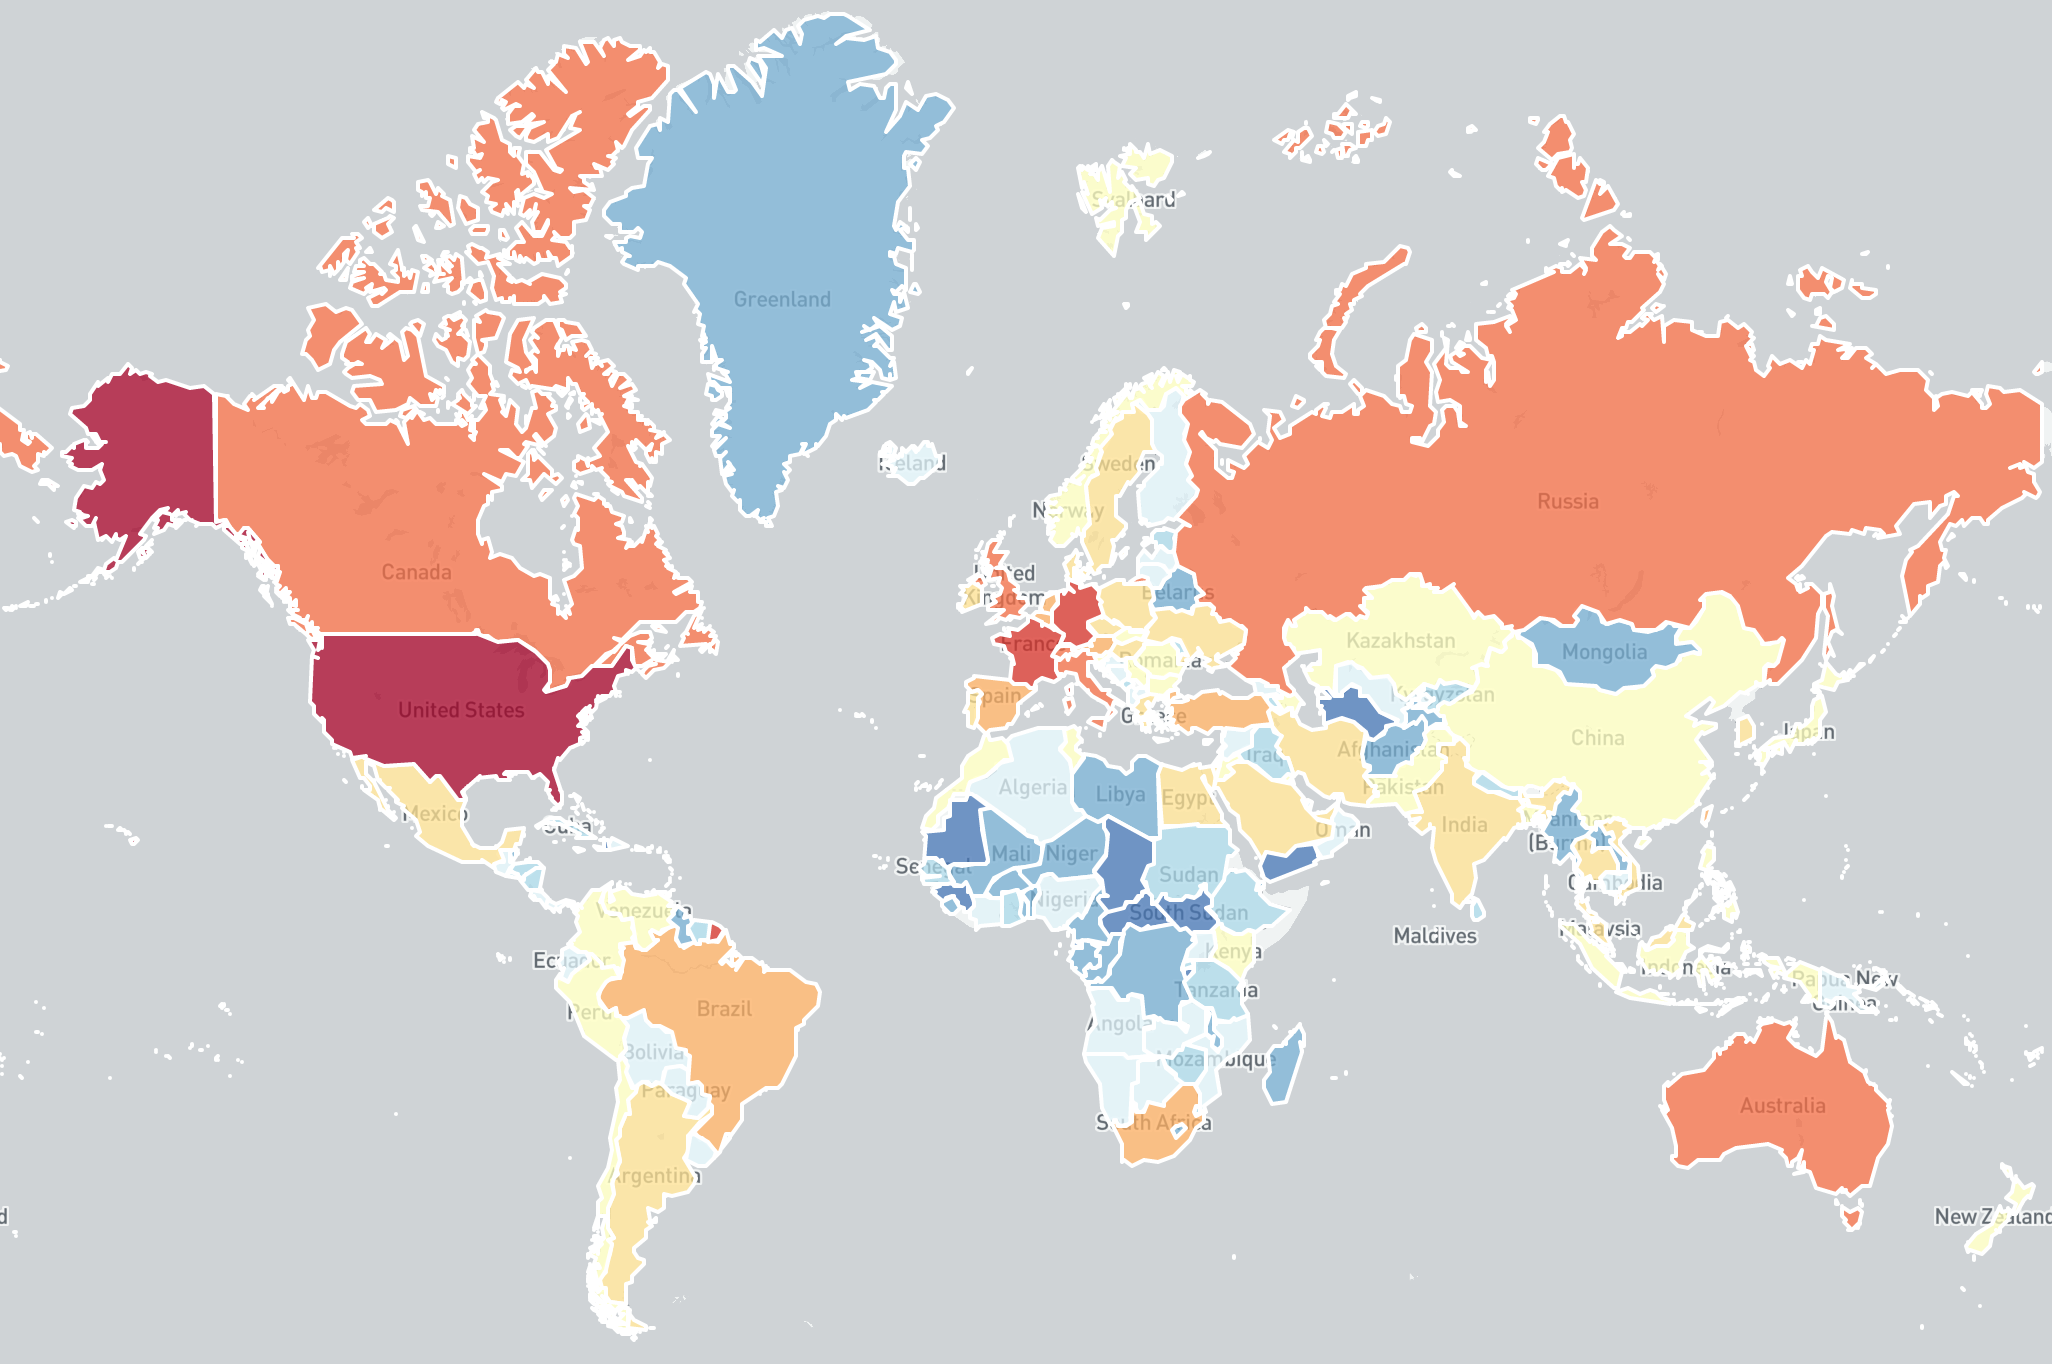 Svalbard
Greenland
Iceland
Sweden
Russia
Norway
Canada
United
Kingdom
Belarus
Kazakhstan
Mongolia
France
Romania
Spain
Kyrgyzstan
United States
Greece
Japan
China
Afghanistan
Iraq
Algeria
Pakistan
Libya
Egypt
Mexico
India
Cuba
Oman
Myanmar
(Burma)
Mali
Niger
Senegal
Sudan
Cambodia
Nigeria
Venezuela
South Sudan
Malaysia
Maldives
Kenya
Ecuador
Indonesia
Papua New
Guinea
Tanzania
Peru
Brazil
Angola
Bolivia
Mozambique
Paraguay
Australia
South Africa
Argentina
New Zealand